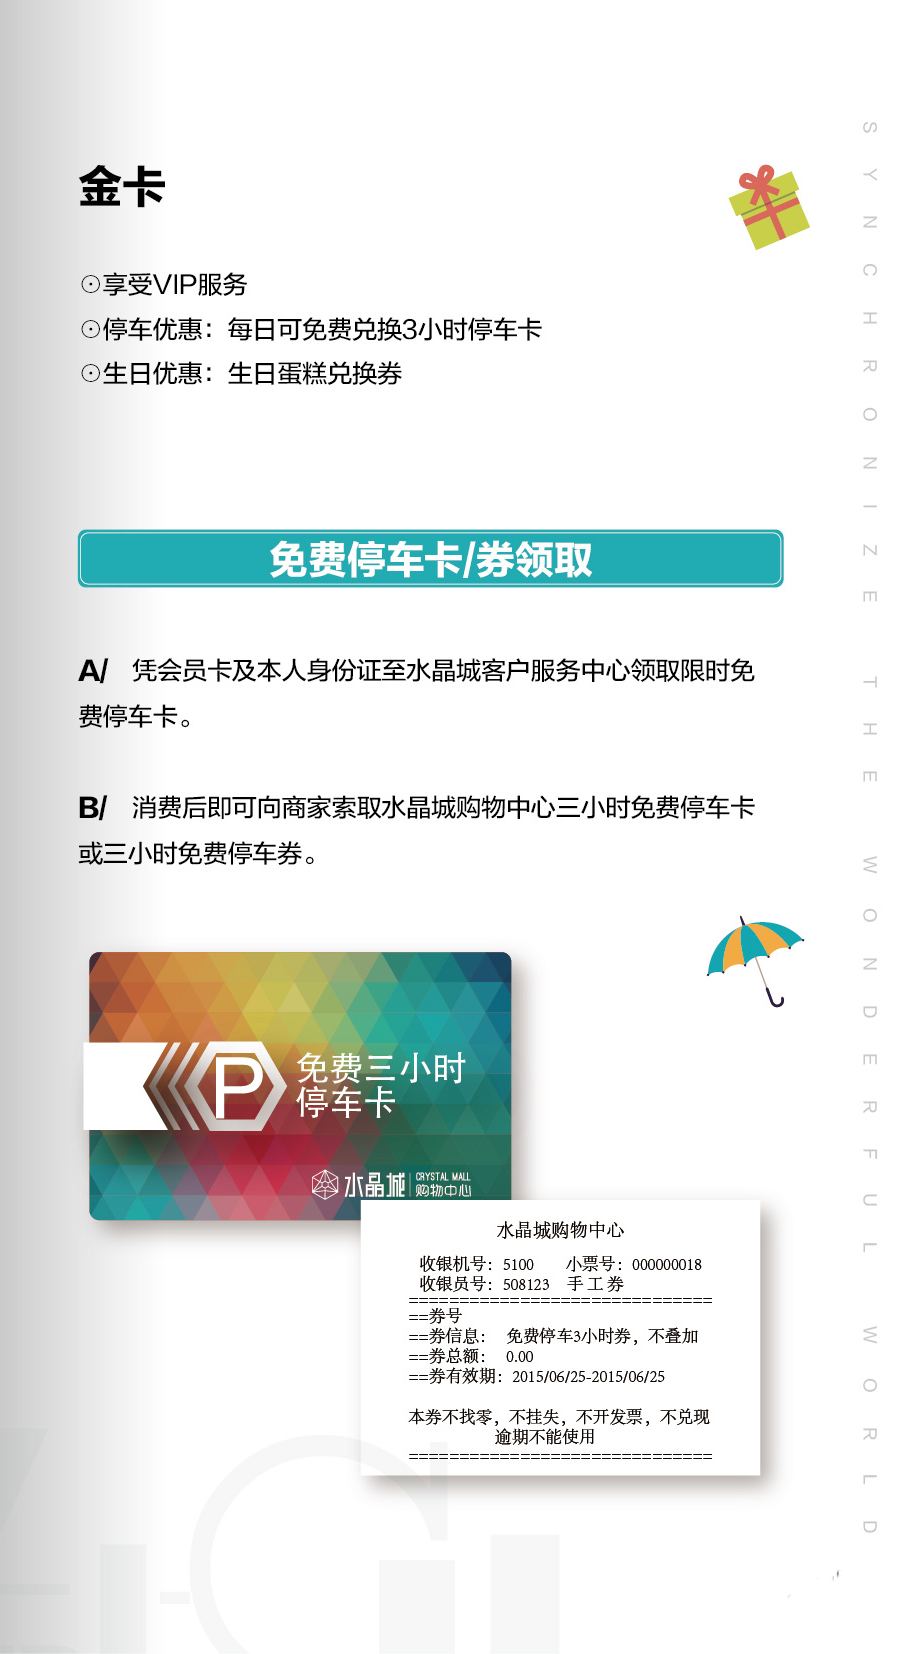 金卡
⊙享受VIP服务
⊙停车优惠：每日可免费兑换3小时停车卡
⊙生日优惠：生日蛋糕兑换券
免费停车卡/券领取
A/ 凭会员卡及本人身份证至水晶城客户服务中心领取限时免
费停车卡。
B/ 消费后即可向商家索取水晶城购物中心三小时免费停车卡
或三小时免费停车券。
P
免费三小时
停车卡
水晶城 CRYSTAL MALL
购物中心
水晶城购物中心
收银机号：5100 小票号：000000018
收银员号：508123 手工券
==============================
==券号
==券信息： 免费停车3小时券，不叠加
==券总额： 0.00
==券有效期：2015/06/25-2015/06/25
本券不找零，不挂失，不开发票，不兑现
逾期不能使用
==============================
SYNCHRONIZE THE WONDERFUL WORLD